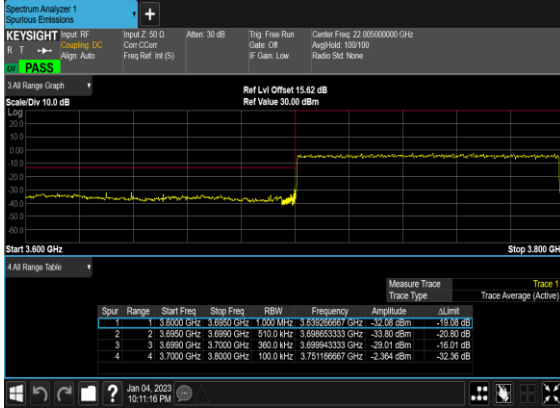 Spectrum Analyzer 1
Spurious Emissions
+
KEYSIGHT Input: RF Input Z: 50 Ω Atten: 30 dB Trig: Free Run Center Freq: 22.005000000 GHz
R T Coupling: DC Corr CCorr Gate: Off Avg|Hold: 100/100
Align: Auto Freq Ref: Int (S) IF Gain: Low Radio Std: None
PASS
3 All Range Graph Ref Lvl Offset 15.62 dB
Scale/Div 10.0 dB Ref Value 30.00 dBm
Log
20.0
10.0
0.00
-10.0
-20.0
-30.0
-40.0
-50.0
-60.0
Start 3.600 GHz Stop 3.800 GH
4 All Range Table
Measure Trace Trace 1
Trace Type Trace Average (Active)
Spur Range Start Freq Stop Freq RBW Frequency Amplitude ΔLimit
1 1 3.6000 GHz 3.6950 GHz 1.000 MHz 3.639266667 GHz -32.08 dBm -19.08 dB
2 2 3.6950 GHz 3.6990 GHz 510.0 kHz 3.698653333 GHz -33.80 dBm -20.80 dB
3 3 3.6990 GHz 3.7000 GHz 360.0 kHz 3.699943333 GHz -29.01 dBm -16.01 dB
4 4 3.7000 GHz 3.8000 GHz 100.0 kHz 3.751166667 GHz -2.364 dBm -32.36 dB
? Jan 04, 2023
10:11:16 PM